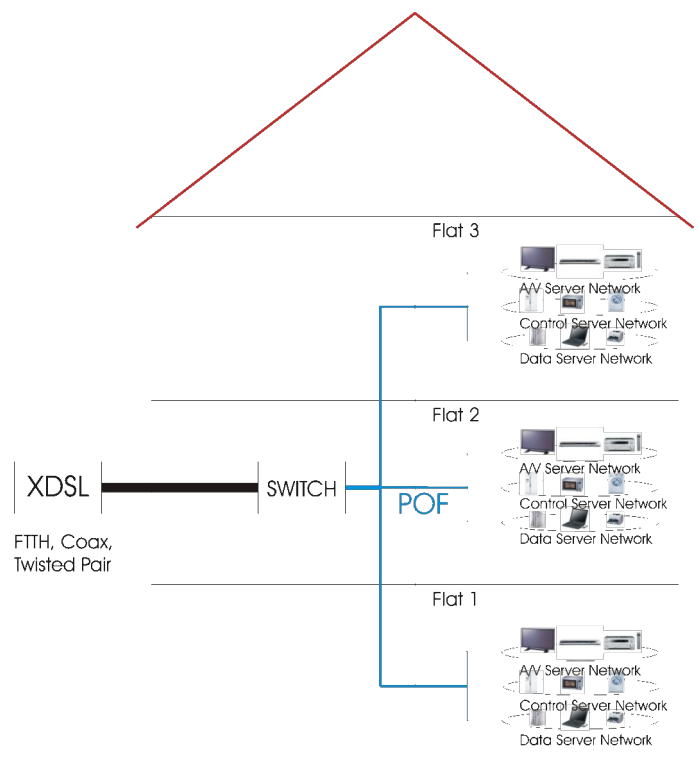 Flat 3
A/V Server Network
Control Server Network
Data Server Network
Flat 2
A/V Server Network
Control Server Network
Data Server Network
XDSL
SWITCH
POF
FTTH, Coax,
Twisted Pair
Flat 1
A/V Server Network
Control Server Network
Data Server Network